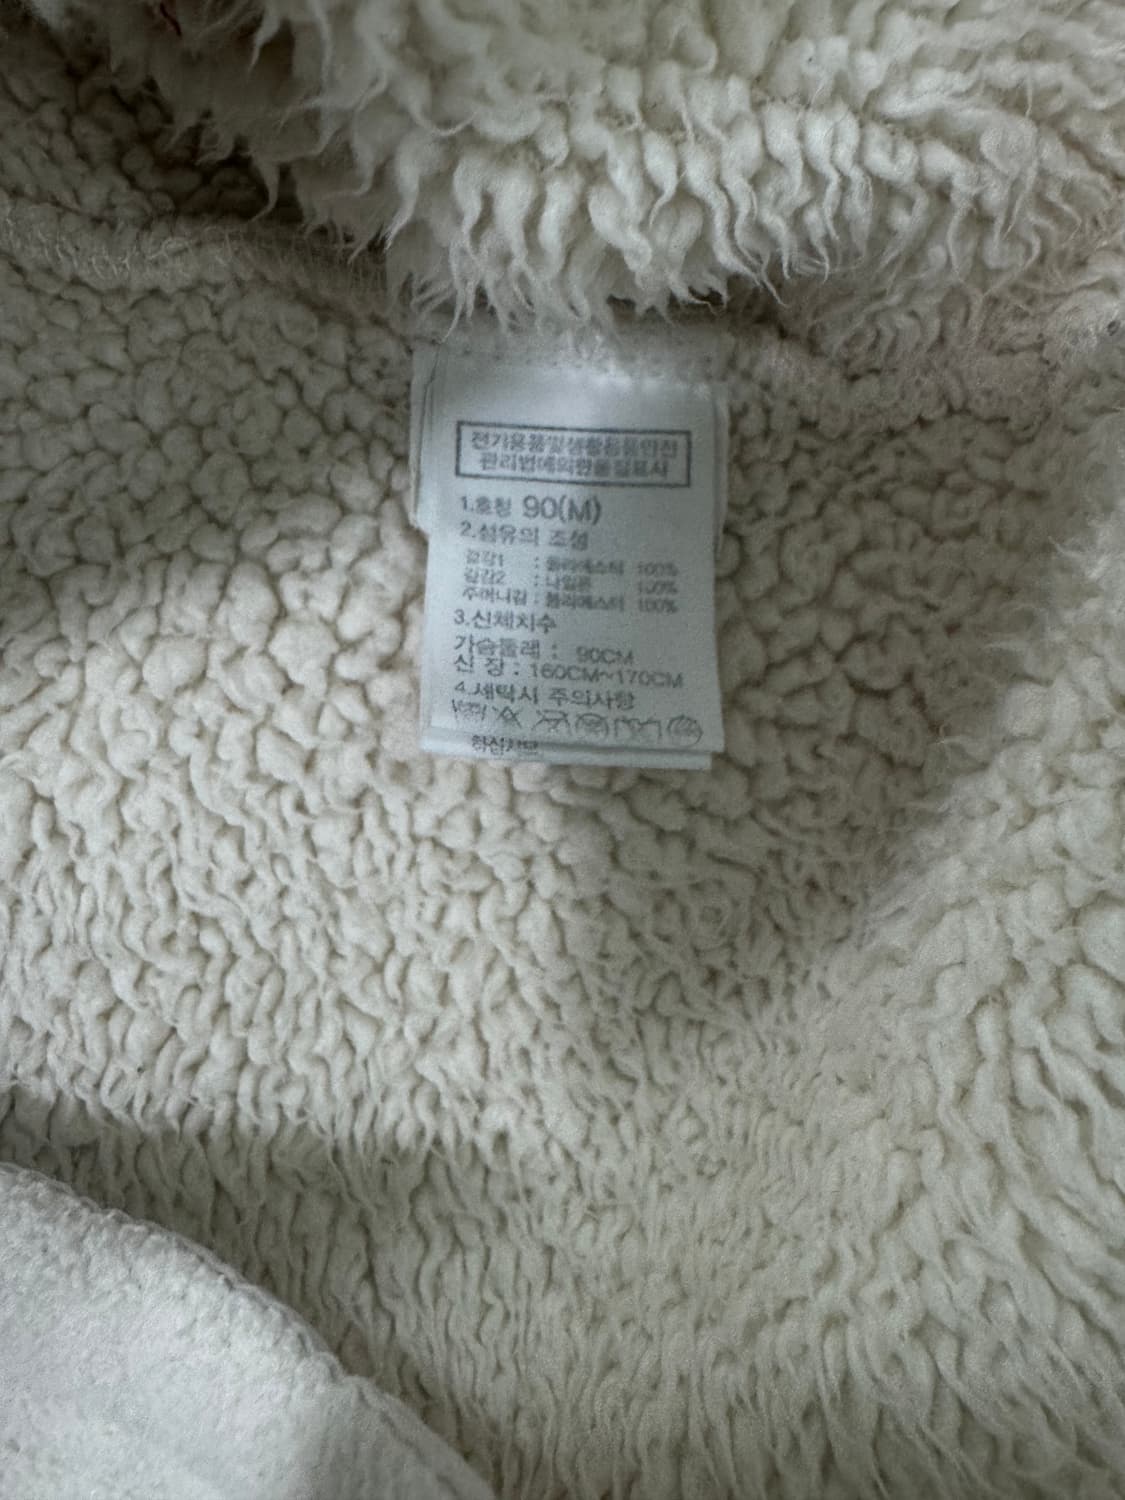 전기용품및생활용품안전
관리법에의한품질표시
1.호칭 90(M)
2.섬유의 조성
겉감1 : 폴리에스터 100%
겉감2 : 나일론 100%
주머니감 : 폴리에스터 100%
3.신체치수
가슴둘레 : 90CM
신 장 : 160CM~170CM
4.세탁시 주의사항